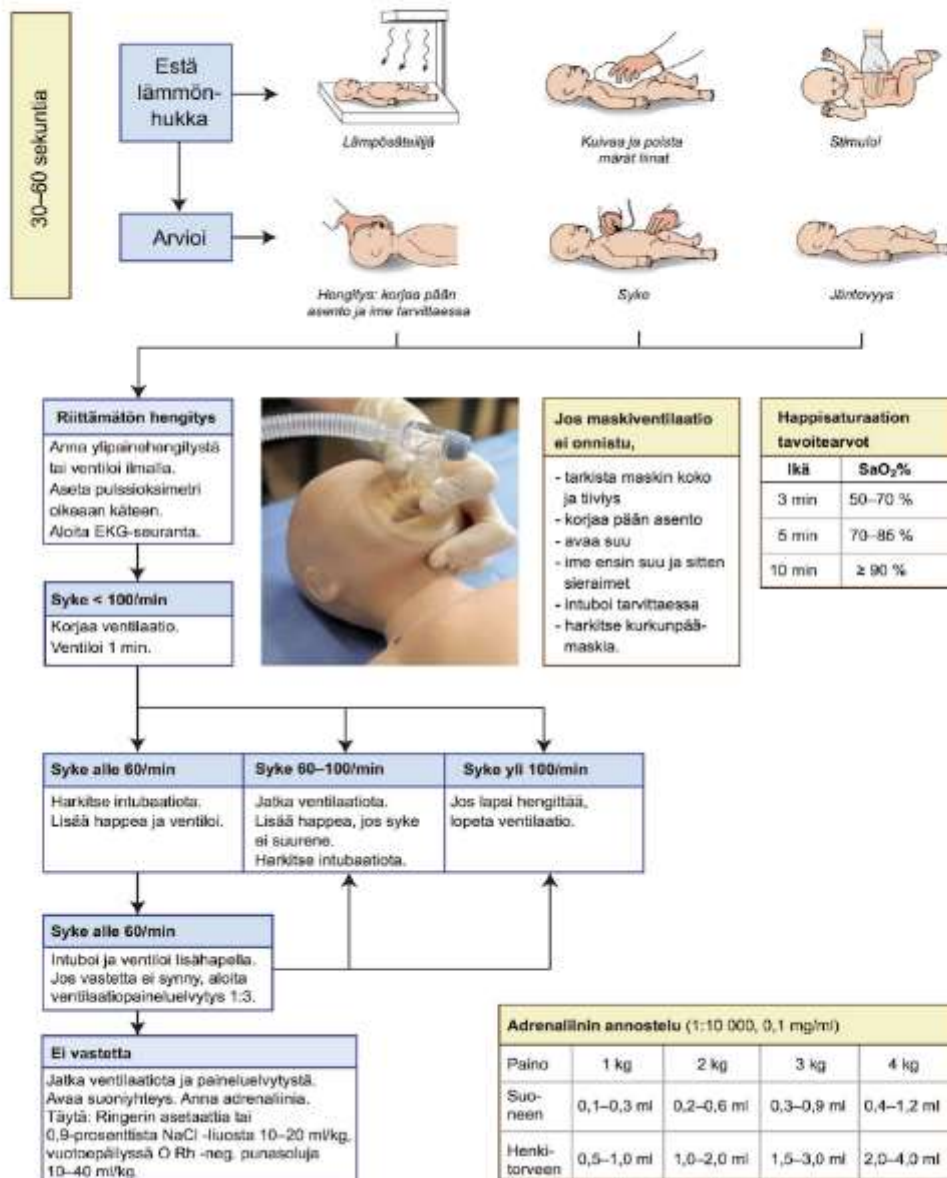 30–60 sekuntia
Estä
lämmön-
hukka
Lämpösäteilijä
Kuivaa ja poista
märät liinat
Stimuloi
Arvioi
Hengitys: korjaa pään
asento ja ime tarvittaessa
Syke
Jäntevyys
Riittämätön hengitys
Anna ylipainehengitystä
tai ventiloi ilmalla.
Aseta pulssioksimetri
oikeaan käteen.
Aloita EKG-seuranta.
Syke < 100/min
Korjaa ventilaatio.
Ventiloi 1 min.
Jos maskiventilaatio
ei onnistu,
- tarkista maskin koko
ja tiiviys
- korjaa pään asento
- avaa suu
- ime ensin suu ja sitten
sieraimet
- intuboi tarvittaessa
- harkitse kurkunpää-
maskia.
Happisaturaation
tavoitearvot
Ikä SaO₂%
3 min 50–70 %
5 min 70–85 %
10 min ≥ 90 %
Syke alle 60/min
Harkitse intubaatiota.
Lisää happea ja ventiloi.
Syke 60–100/min
Jatka ventilaatiota.
Lisää happea, jos syke
ei suurene.
Harkitse intubaatiota.
Syke yli 100/min
Jos lapsi hengittää,
lopeta ventilaatio.
Syke alle 60/min
Intuboi ja ventiloi lisähapella.
Jos vastetta ei synny, aloita
ventilaatiopaineluelvytys 1:3.
Ei vastetta
Jatka ventilaatiota ja paineluelvytystä.
Avaa suoniyhteys. Anna adrenaliinia.
Täytä: Ringerin asetaattia tai
0,9-prosenttista NaCl -liuosta 10–20 ml/kg,
vuotoepäilyssä O Rh -neg. punasoluja
10–40 ml/kg.
Adrenaliinin annostelu (1:10 000, 0,1 mg/ml)
Paino 1 kg 2 kg 3 kg 4 kg
Suo-
neen 0,1–0,3 ml 0,2–0,6 ml 0,3–0,9 ml 0,4–1,2 ml
Henki-
torveen 0,5–1,0 ml 1,0–2,0 ml 1,5–3,0 ml 2,0–4,0 ml